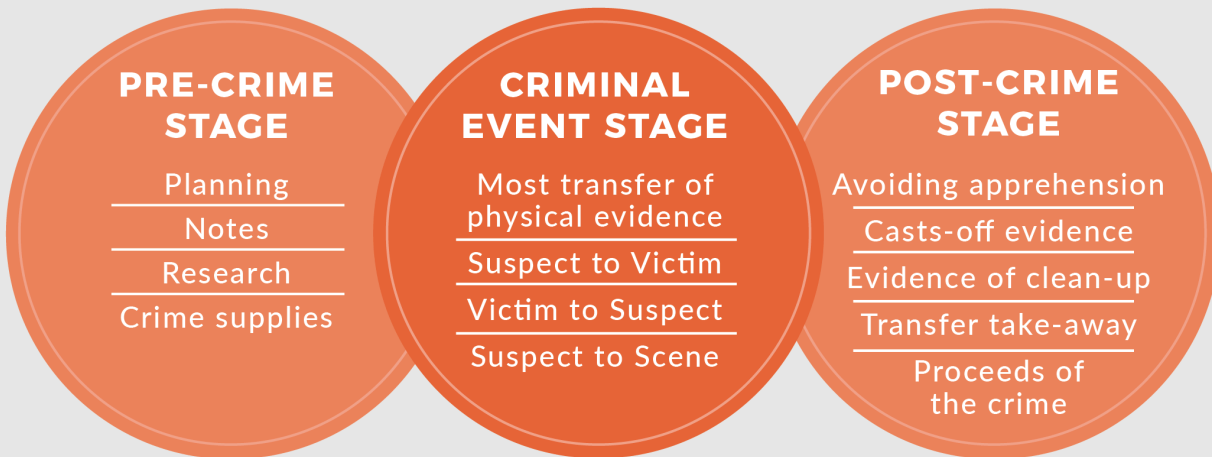 PRE-CRIME
STAGE
Planning
Notes
Research
Crime supplies
CRIMINAL
EVENT STAGE
Most transfer of
physical evidence
Suspect to Victim
Victim to Suspect
Suspect to Scene
POST-CRIME
STAGE
Avoiding apprehension
Casts-off evidence
Evidence of clean-up
Transfer take-away
Proceeds of
the crime